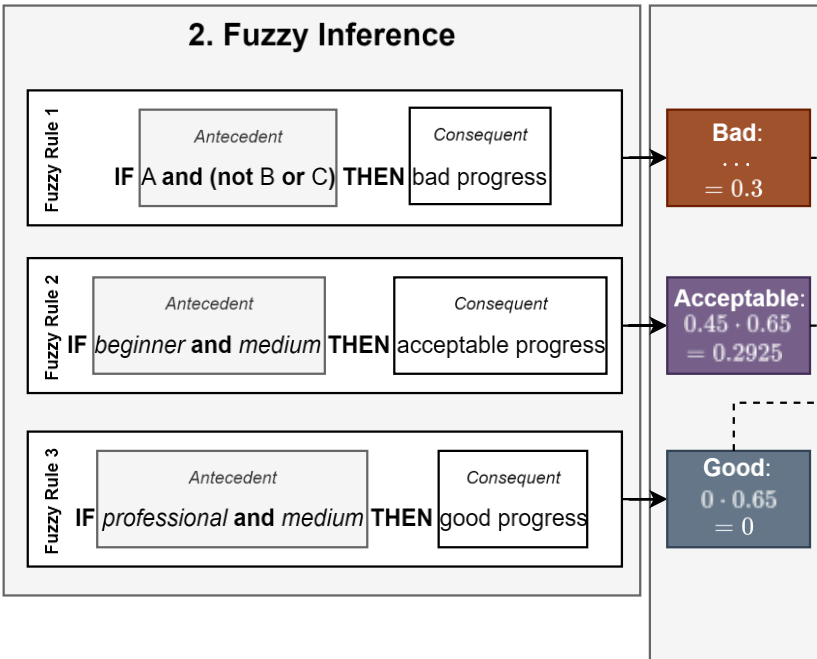 2. Fuzzy Inference
Fuzzy Rule 1
Antecedent
Consequent
IF A and (not B or C) THEN bad progress
Bad:
...
= 0.3
Fuzzy Rule 2
Antecedent
Consequent
IF beginner and medium THEN acceptable progress
Acceptable:
0.45 · 0.65
= 0.2925
Fuzzy Rule 3
Antecedent
Consequent
IF professional and medium THEN good progress
Good:
0 · 0.65
= 0